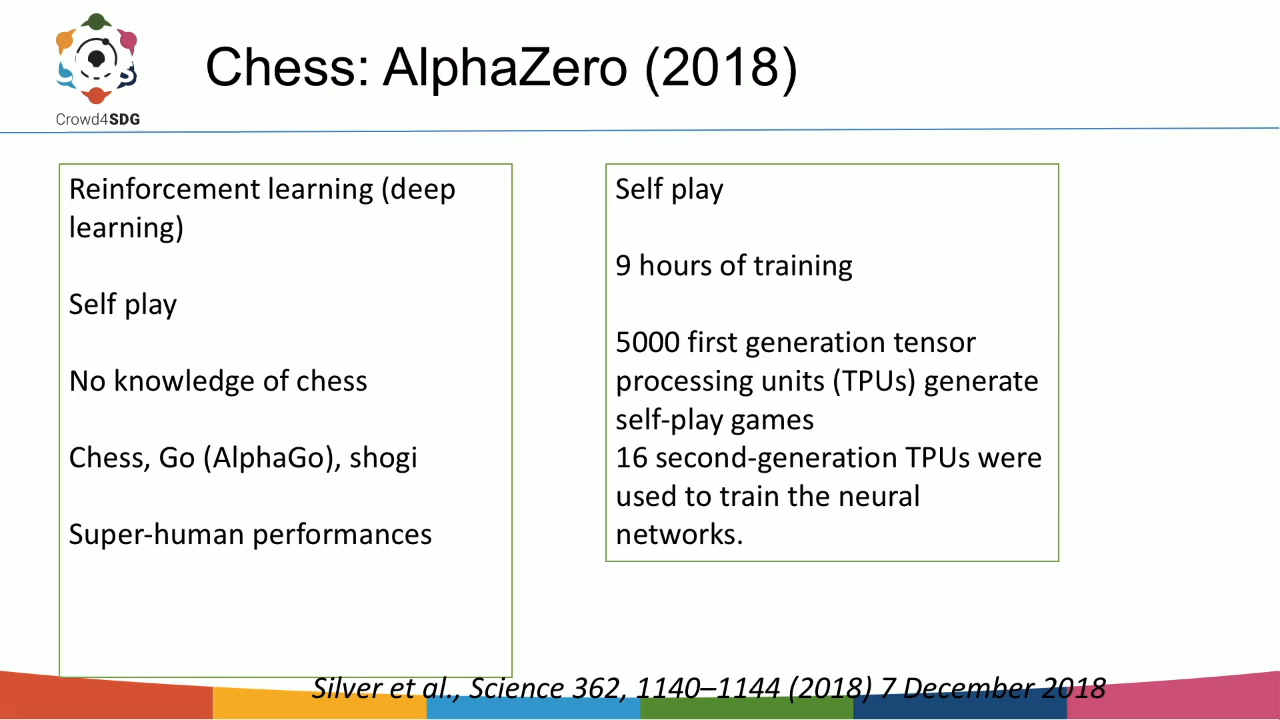 Chess: AlphaZero (2018)
Crowd4SDG
Reinforcement learning (deep
learning)
Self play
No knowledge of chess
Chess, Go (AlphaGo), shogi
Super-human performances
Self play
9 hours of training
5000 first generation tensor
processing units (TPUs) generate
self-play games
16 second-generation TPUs were
used to train the neural
networks.
Silver et al., Science 362, 1140–1144 (2018) 7 December 2018